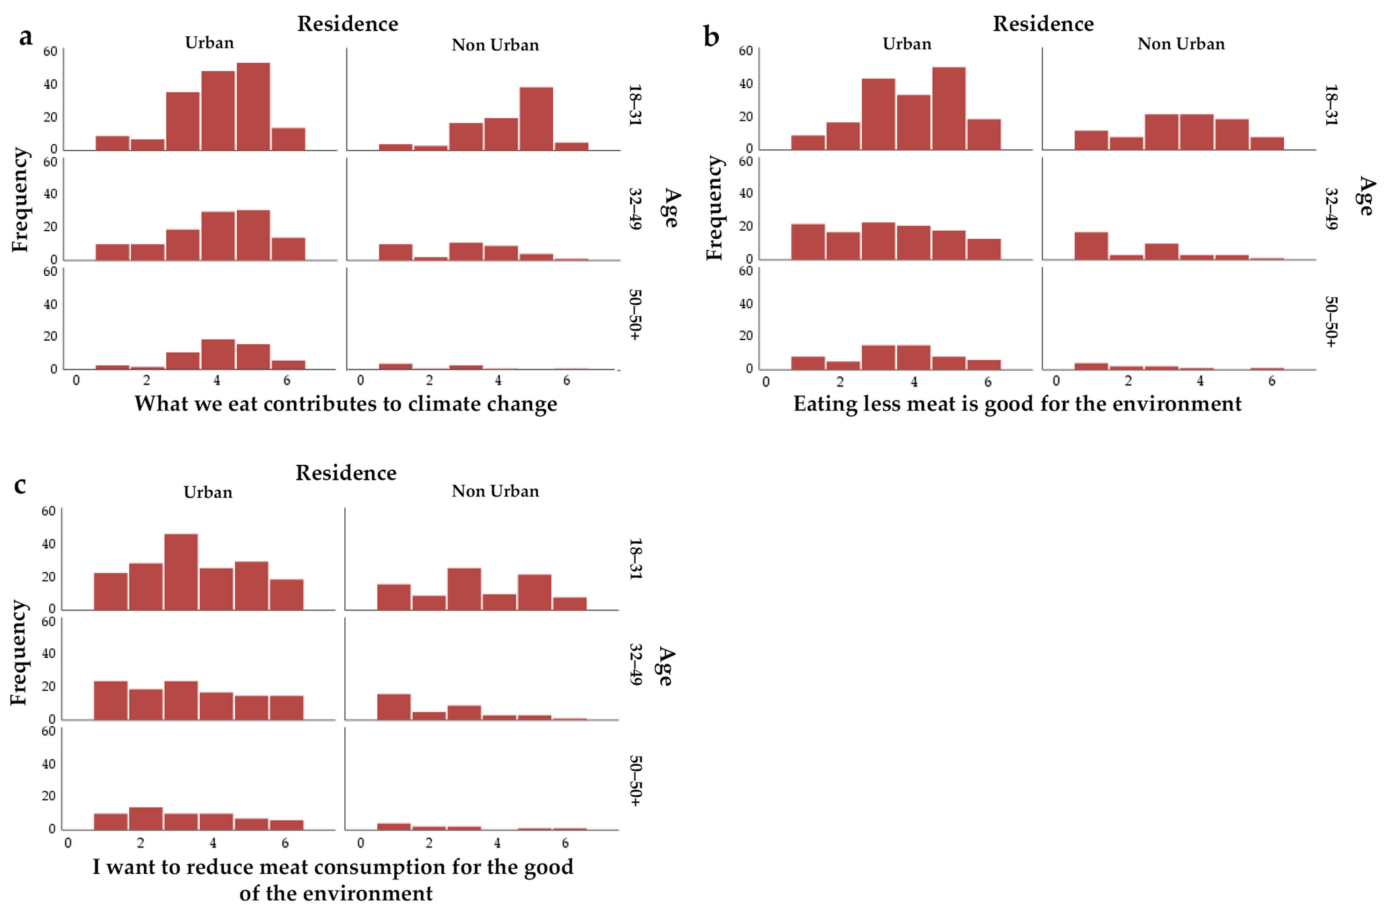 a
Residence
Urban
Non Urban
60
40
20
0
18–31
60
40
20
0
32–49
60
40
20
0
50–50+
Frequency
Age
0 2 4 6 0 2 4 6
What we eat contributes to climate change
b
Residence
Urban
Non Urban
60
40
20
0
18–31
60
40
20
0
32–49
60
40
20
0
50–50+
Frequency
Age
0 2 4 6 0 2 4 6
Eating less meat is good for the environment
c
Residence
Urban
Non Urban
60
40
20
0
18–31
60
40
20
0
32–49
60
40
20
0
50–50+
Frequency
Age
0 2 4 6 0 2 4 6
I want to reduce meat consumption for the good
of the environment